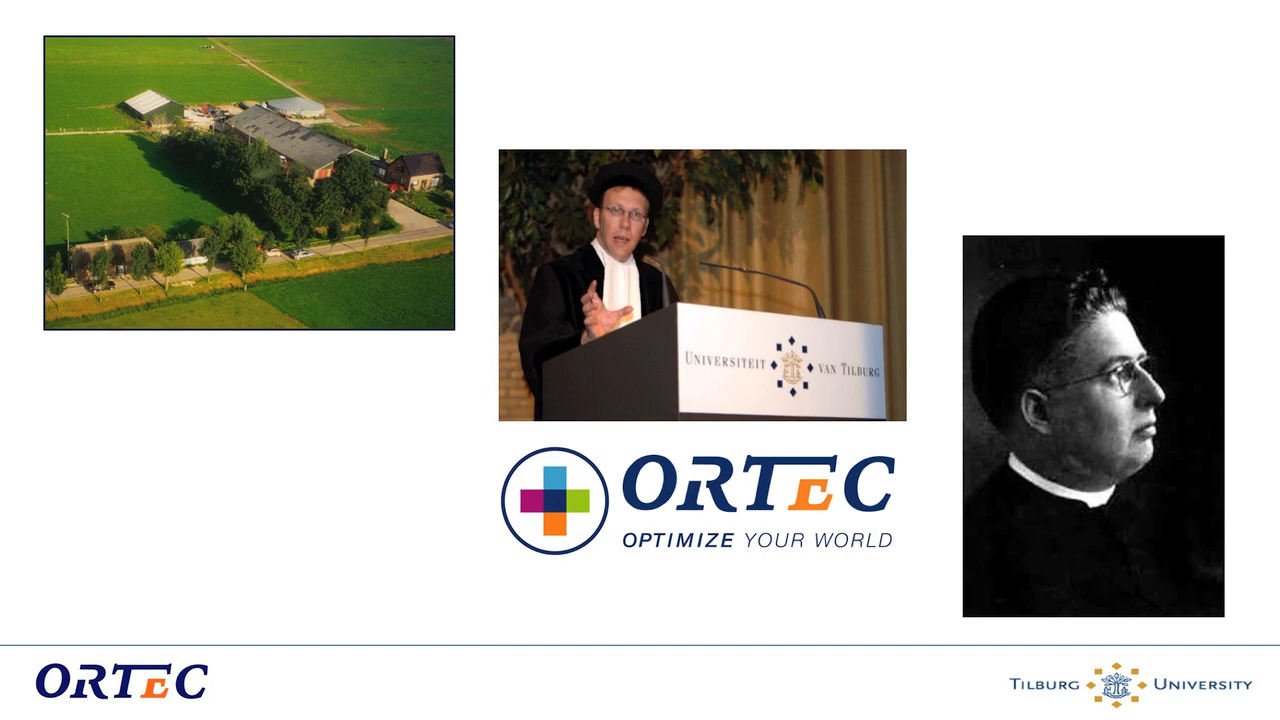 UNIVERSITEIT VAN TILBURG
ORTEC
OPTIMIZE YOUR WORLD
ORTEC
TILBURG UNIVERSITY